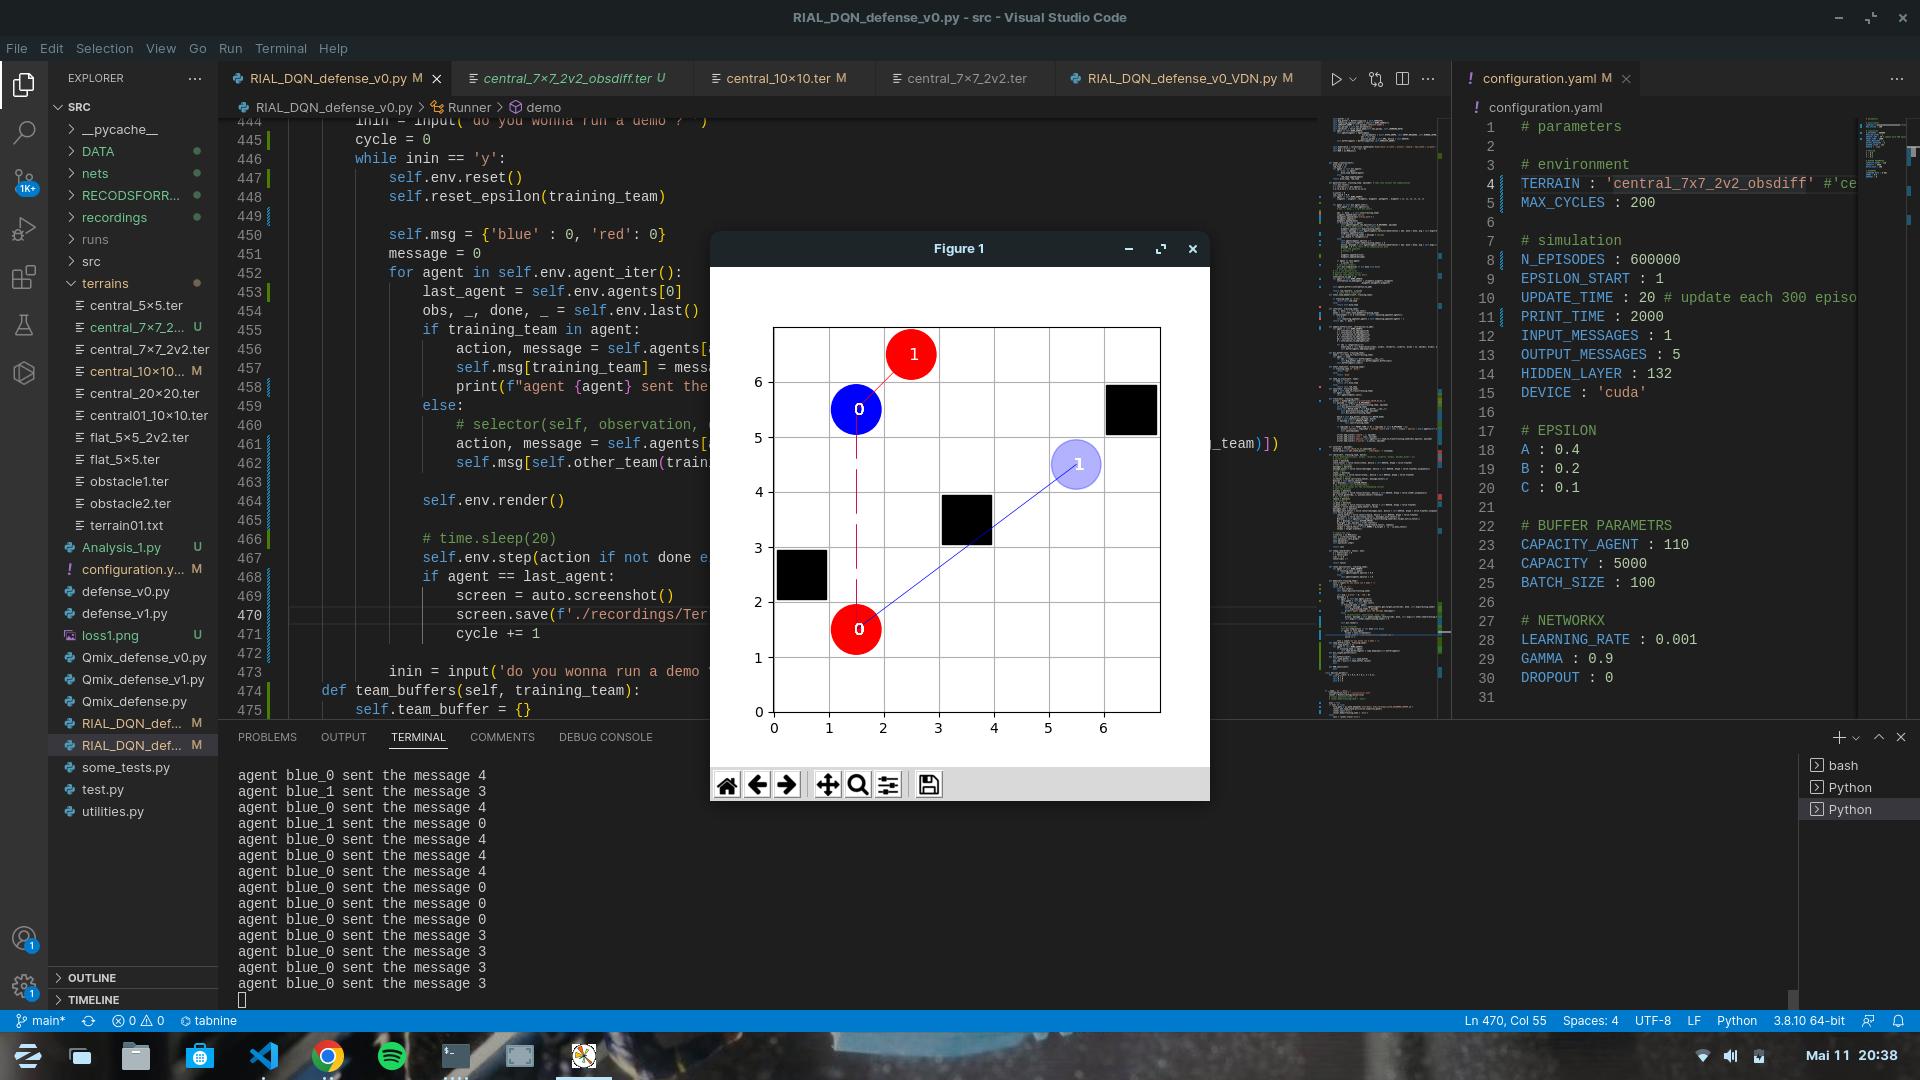 RIAL_DQN_defense_v0.py - src - Visual Studio Code
File Edit Selection View Go Run Terminal Help
EXPLORER
RIAL_DQN_defense_v0.py M
central_7×7_2v2_obsdiff.ter U
central_10×10.ter M
central_7×7_2v2.ter
RIAL_DQN_defense_v0_VDN.py M
configuration.yaml M
RIAL_DQN_defense_v0.py > Runner > demo
configuration.yaml
SRC
__pycache__
DATA
nets
RECODSFORR...
recordings
runs
src
terrains
central_5×5.ter
central_7×7_2... U
central_7×7_2v2.ter
central_10×10... M
central_20×20.ter
central01_10×10.ter
flat_5×5_2v2.ter
flat_5×5.ter
obstacle1.ter
obstacle2.ter
terrain01.txt
Analysis_1.py U
configuration.y... M
defense_v0.py
defense_v1.py
loss1.png U
Qmix_defense_v0.py
Qmix_defense_v1.py
Qmix_defense.py
RIAL_DQN_def... M
RIAL_DQN_def... M
some_tests.py
test.py
utilities.py
OUTLINE
TIMELINE
1K+
1
1
444 inin = input('do you wonna run a demo ? ')
445 cycle = 0
446 while inin == 'y':
447 self.env.reset()
448 self.reset_epsilon(training_team)
449
450 self.msg = {'blue' : 0, 'red': 0}
451 message = 0
452 for agent in self.env.agent_iter():
453 last_agent = self.env.agents[0]
454 obs, _, done, _ = self.env.last()
455 if training_team in agent:
456 action, message = self.agents[
457 self.msg[training_team] = mess
458 print(f"agent {agent} sent the
459 else:
460 # selector(self, observation,
461 action, message = self.agents[ _team)])
462 self.msg[self.other_team(train
463
464 self.env.render()
465
466 # time.sleep(20)
467 self.env.step(action if not done e
468 if agent == last_agent:
469 screen = auto.screenshot()
470 screen.save(f'./recordings/Ter
471 cycle += 1
472
473 inin = input('do you wonna run a demo
474 def team_buffers(self, training_team):
475 self.team_buffer = {}
1 # parameters
2
3 # environment
4 TERRAIN : 'central_7x7_2v2_obsdiff' #'ce
5 MAX_CYCLES : 200
6
7 # simulation
8 N_EPISODES : 600000
9 EPSILON_START : 1
10 UPDATE_TIME : 20 # update each 300 episo
11 PRINT_TIME : 2000
12 INPUT_MESSAGES : 1
13 OUTPUT_MESSAGES : 5
14 HIDDEN_LAYER : 132
15 DEVICE : 'cuda'
16
17 # EPSILON
18 A : 0.4
19 B : 0.2
20 C : 0.1
21
22 # BUFFER PARAMETRS
23 CAPACITY_AGENT : 110
24 CAPACITY : 5000
25 BATCH_SIZE : 100
26
27 # NETWORKX
28 LEARNING_RATE : 0.001
29 GAMMA : 0.9
30 DROPOUT : 0
31
Figure 1
1
0
1
0
6
5
4
3
2
1
0
0 1 2 3 4 5 6
PROBLEMS OUTPUT TERMINAL COMMENTS DEBUG CONSOLE
agent blue_0 sent the message 4
agent blue_1 sent the message 3
agent blue_0 sent the message 4
agent blue_1 sent the message 0
agent blue_0 sent the message 4
agent blue_0 sent the message 4
agent blue_0 sent the message 4
agent blue_0 sent the message 0
agent blue_0 sent the message 0
agent blue_0 sent the message 0
agent blue_0 sent the message 3
agent blue_0 sent the message 3
agent blue_0 sent the message 3
agent blue_0 sent the message 3
bash
Python
Python
main* 0 0 tabnine Ln 470, Col 55 Spaces: 4 UTF-8 LF Python 3.8.10 64-bit
Mai 11 20:38